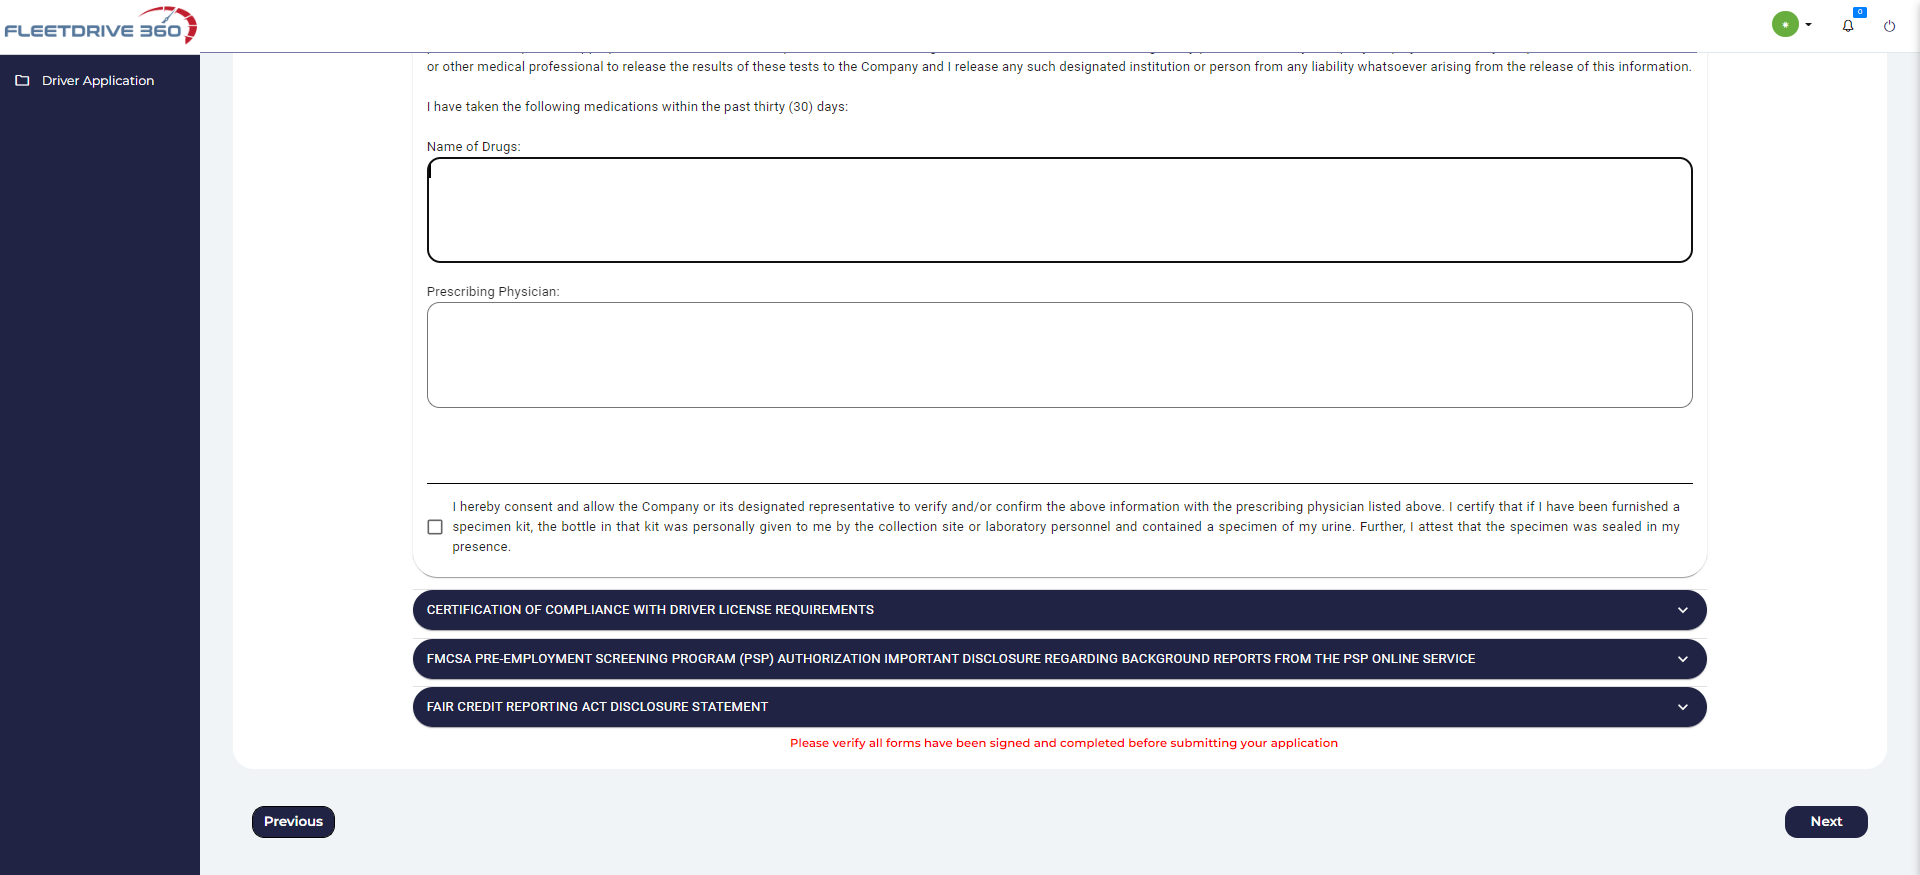 FLEETDRIVE 360
0
Driver Application
or other medical professional to release the results of these tests to the Company and I release any such designated institution or person from any liability whatsoever arising from the release of this information.
I have taken the following medications within the past thirty (30) days:
Name of Drugs:
Prescribing Physician:
I hereby consent and allow the Company or its designated representative to verify and/or confirm the above information with the prescribing physician listed above. I certify that if I have been furnished a
specimen kit, the bottle in that kit was personally given to me by the collection site or laboratory personnel and contained a specimen of my urine. Further, I attest that the specimen was sealed in my
presence.
CERTIFICATION OF COMPLIANCE WITH DRIVER LICENSE REQUIREMENTS
FMCSA PRE-EMPLOYMENT SCREENING PROGRAM (PSP) AUTHORIZATION IMPORTANT DISCLOSURE REGARDING BACKGROUND REPORTS FROM THE PSP ONLINE SERVICE
FAIR CREDIT REPORTING ACT DISCLOSURE STATEMENT
Please verify all forms have been signed and completed before submitting your application
Previous
Next